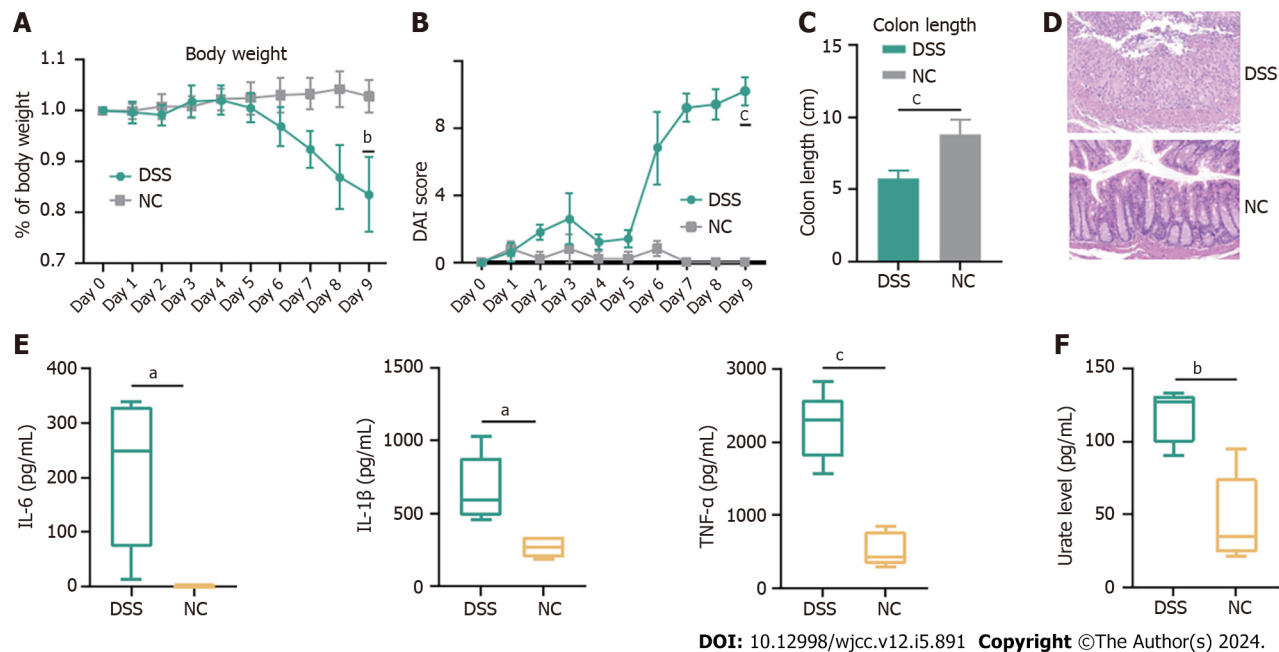 A
Body weight
% of body weight
1.1
1.0
0.9
0.8
0.7
b
DSS
NC
Day 0
Day 1
Day 2
Day 3
Day 4
Day 5
Day 6
Day 7
Day 8
Day 9
B
DAI score
8
4
0
c
DSS
NC
Day 0
Day 1
Day 2
Day 3
Day 4
Day 5
Day 6
Day 7
Day 8
Day 9
C
Colon length
DSS
NC
Colon length (cm)
15
10
5
0
c
DSS
NC
D
DSS
NC
E
IL-6 (pg/mL)
400
300
200
100
0
a
DSS
NC
IL-1β (pg/mL)
1500
1000
500
0
a
DSS
NC
TNF-α (pg/mL)
3000
2000
1000
0
c
DSS
NC
F
Urate level (pg/mL)
150
100
50
0
b
DSS
NC
DOI: 10.12998/wjcc.v12.i5.891 Copyright ©The Author(s) 2024.